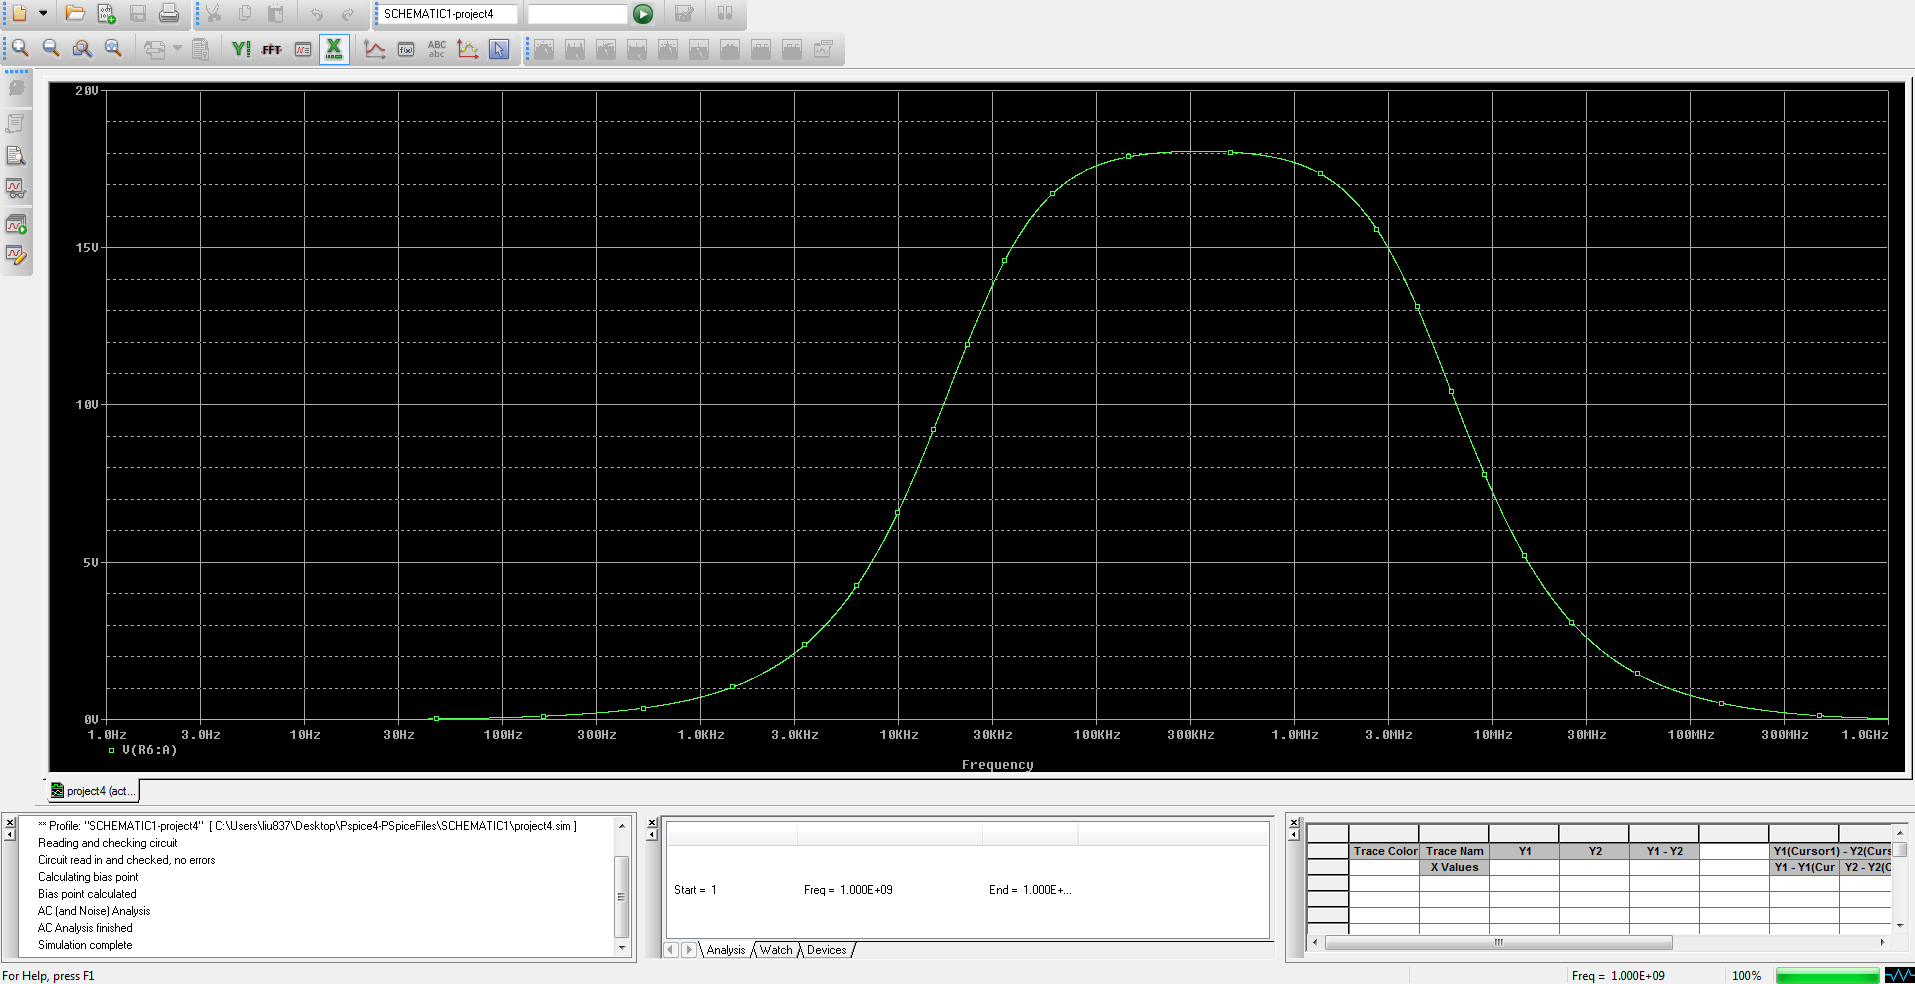 SCHEMATIC1-project4
FFT
ABC
abc
20V
15V
10V
5V
0V
1.0Hz 3.0Hz 10Hz 30Hz 100Hz 300Hz 1.0KHz 3.0KHz 10KHz 30KHz 100KHz 300KHz 1.0MHz 3.0MHz 10MHz 30MHz 100MHz 300MHz 1.0GHz
V(R6:A)
Frequency
project4 (act...
** Profile: "SCHEMATIC1-project4" [ C:\Users\liu837\Desktop\Pspice4-PSpiceFiles\SCHEMATIC1\project4.sim ]
Reading and checking circuit
Circuit read in and checked, no errors
Calculating bias point
Bias point calculated
AC (and Noise) Analysis
AC Analysis finished
Simulation complete
Start = 1 Freq = 1.000E+09 End = 1.000E+...
Analysis Watch Devices
Trace Color Trace Nam Y1 Y2 Y1 - Y2 Y1(Cursor1) - Y2(Curs
X Values Y1 - Y1(Cur Y2 - Y2(C
For Help, press F1
Freq = 1.000E+09 100%